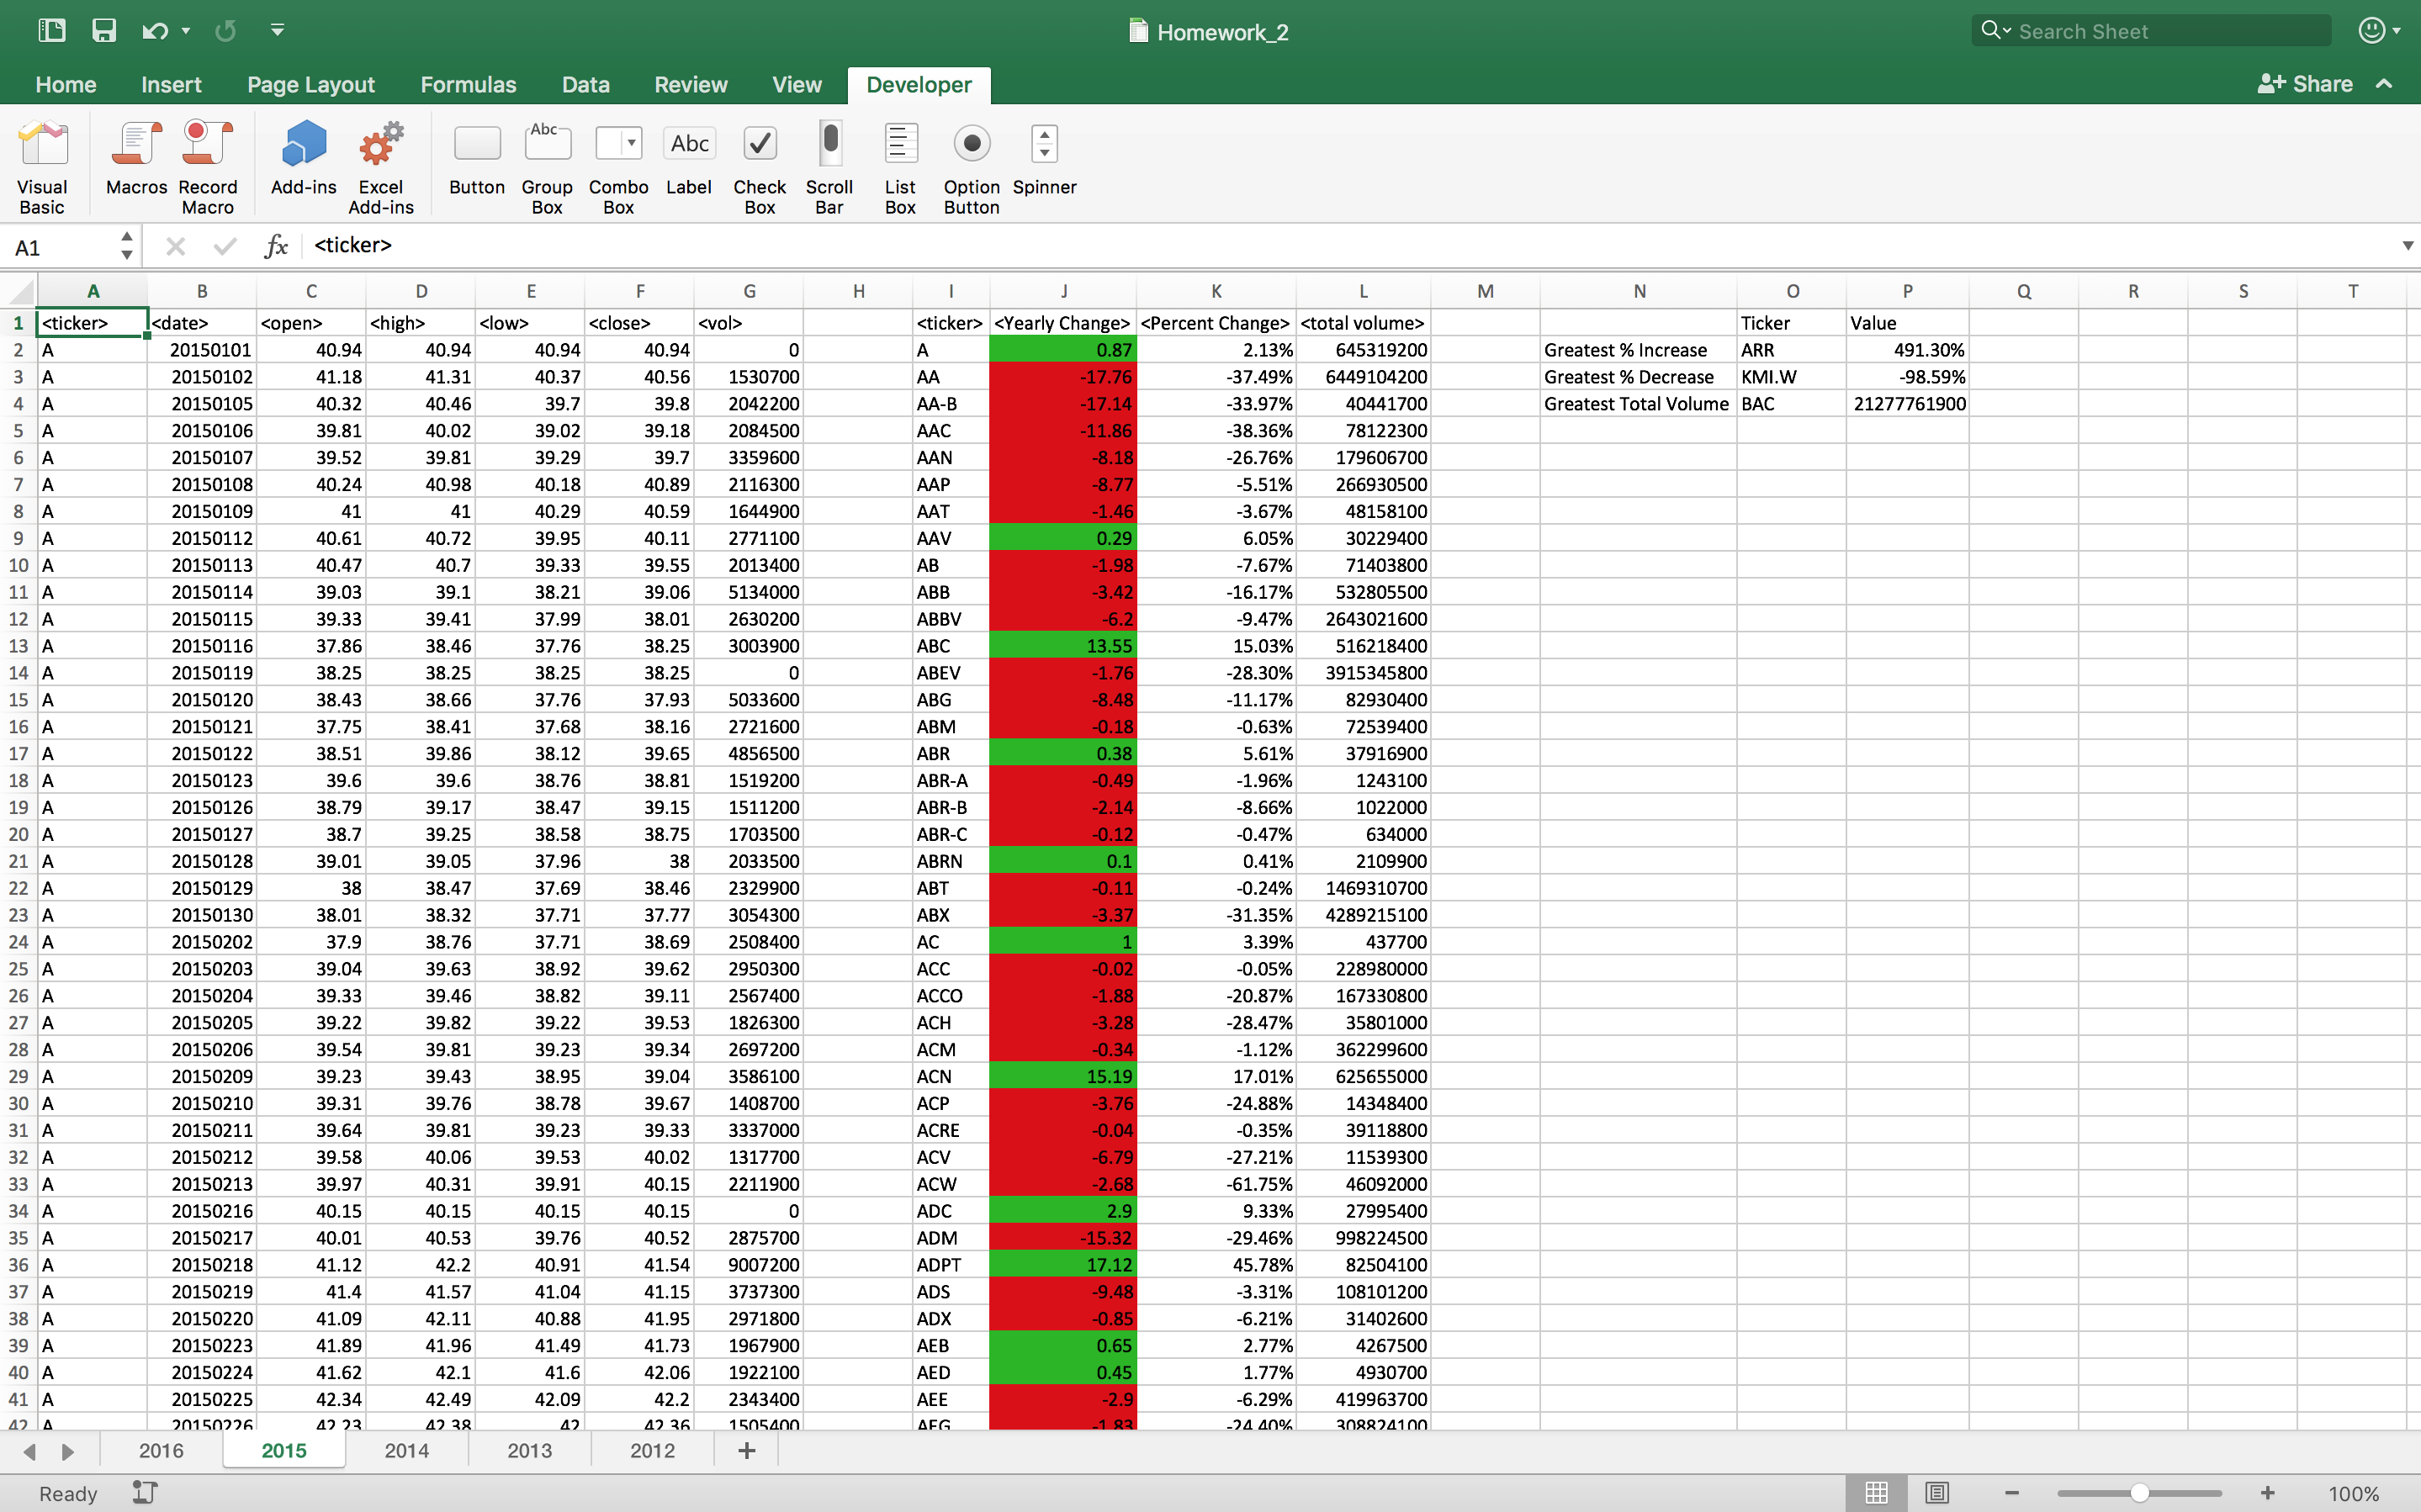 Homework_2
Search Sheet
Home Insert Page Layout Formulas Data Review View Developer Share
Visual Basic Macros Record Macro Add-ins Excel Add-ins Button Group Box Combo Box Label Check Box Scroll Bar List Box Option Button Spinner
Abc Abc
A1 fx <ticker>
A B C D E F G H I J K L M N O P Q R S T
1 <ticker> <date> <open> <high> <low> <close> <vol> <ticker> <Yearly Change> <Percent Change> <total volume> Ticker Value
2 A 20150101 40.94 40.94 40.94 40.94 0 A 0.87 2.13% 645319200 Greatest % Increase ARR 491.30%
3 A 20150102 41.18 41.31 40.37 40.56 1530700 AA -17.76 -37.49% 6449104200 Greatest % Decrease KMI.W -98.59%
4 A 20150105 40.32 40.46 39.7 39.8 2042200 AA-B -17.14 -33.97% 40441700 Greatest Total Volume BAC 21277761900
5 A 20150106 39.81 40.02 39.02 39.18 2084500 AAC -11.86 -38.36% 78122300
6 A 20150107 39.52 39.81 39.29 39.7 3359600 AAN -8.18 -26.76% 179606700
7 A 20150108 40.24 40.98 40.18 40.89 2116300 AAP -8.77 -5.51% 266930500
8 A 20150109 41 41 40.29 40.59 1644900 AAT -1.46 -3.67% 48158100
9 A 20150112 40.61 40.72 39.95 40.11 2771100 AAV 0.29 6.05% 30229400
10 A 20150113 40.47 40.7 39.33 39.55 2013400 AB -1.98 -7.67% 71403800
11 A 20150114 39.03 39.1 38.21 39.06 5134000 ABB -3.42 -16.17% 532805500
12 A 20150115 39.33 39.41 37.99 38.01 2630200 ABBV -6.2 -9.47% 2643021600
13 A 20150116 37.86 38.46 37.76 38.25 3003900 ABC 13.55 15.03% 516218400
14 A 20150119 38.25 38.25 38.25 38.25 0 ABEV -1.76 -28.30% 3915345800
15 A 20150120 38.43 38.66 37.76 37.93 5033600 ABG -8.48 -11.17% 82930400
16 A 20150121 37.75 38.41 37.68 38.16 2721600 ABM -0.18 -0.63% 72539400
17 A 20150122 38.51 39.86 38.12 39.65 4856500 ABR 0.38 5.61% 37916900
18 A 20150123 39.6 39.6 38.76 38.81 1519200 ABR-A -0.49 -1.96% 1243100
19 A 20150126 38.79 39.17 38.47 39.15 1511200 ABR-B -2.14 -8.66% 1022000
20 A 20150127 38.7 39.25 38.58 38.75 1703500 ABR-C -0.12 -0.47% 634000
21 A 20150128 39.01 39.05 37.96 38 2033500 ABRN 0.1 0.41% 2109900
22 A 20150129 38 38.47 37.69 38.46 2329900 ABT -0.11 -0.24% 1469310700
23 A 20150130 38.01 38.32 37.71 37.77 3054300 ABX -3.37 -31.35% 4289215100
24 A 20150202 37.9 38.76 37.71 38.69 2508400 AC 1 3.39% 437700
25 A 20150203 39.04 39.63 38.92 39.62 2950300 ACC -0.02 -0.05% 228980000
26 A 20150204 39.33 39.46 38.82 39.11 2567400 ACCO -1.88 -20.87% 167330800
27 A 20150205 39.22 39.82 39.22 39.53 1826300 ACH -3.28 -28.47% 35801000
28 A 20150206 39.54 39.81 39.23 39.34 2697200 ACM -0.34 -1.12% 362299600
29 A 20150209 39.23 39.43 38.95 39.04 3586100 ACN 15.19 17.01% 625655000
30 A 20150210 39.31 39.76 38.78 39.67 1408700 ACP -3.76 -24.88% 14348400
31 A 20150211 39.64 39.81 39.23 39.33 3337000 ACRE -0.04 -0.35% 39118800
32 A 20150212 39.58 40.06 39.53 40.02 1317700 ACV -6.79 -27.21% 11539300
33 A 20150213 39.97 40.31 39.91 40.15 2211900 ACW -2.68 -61.75% 46092000
34 A 20150216 40.15 40.15 40.15 40.15 0 ADC 2.9 9.33% 27995400
35 A 20150217 40.01 40.53 39.76 40.52 2875700 ADM -15.32 -29.46% 998224500
36 A 20150218 41.12 42.2 40.91 41.54 9007200 ADPT 17.12 45.78% 82504100
37 A 20150219 41.4 41.57 41.04 41.15 3737300 ADS -9.48 -3.31% 108101200
38 A 20150220 41.09 42.11 40.88 41.95 2971800 ADX -0.85 -6.21% 31402600
39 A 20150223 41.89 41.96 41.49 41.73 1967900 AEB 0.65 2.77% 4267500
40 A 20150224 41.62 42.1 41.6 42.06 1922100 AED 0.45 1.77% 4930700
41 A 20150225 42.34 42.49 42.09 42.2 2343400 AEE -2.9 -6.29% 419963700
42 A 20150226 42.23 42.38 42 42.36 1505400 AEG -1.83 -24.40% 308824100
2016 2015 2014 2013 2012 +
Ready 100%